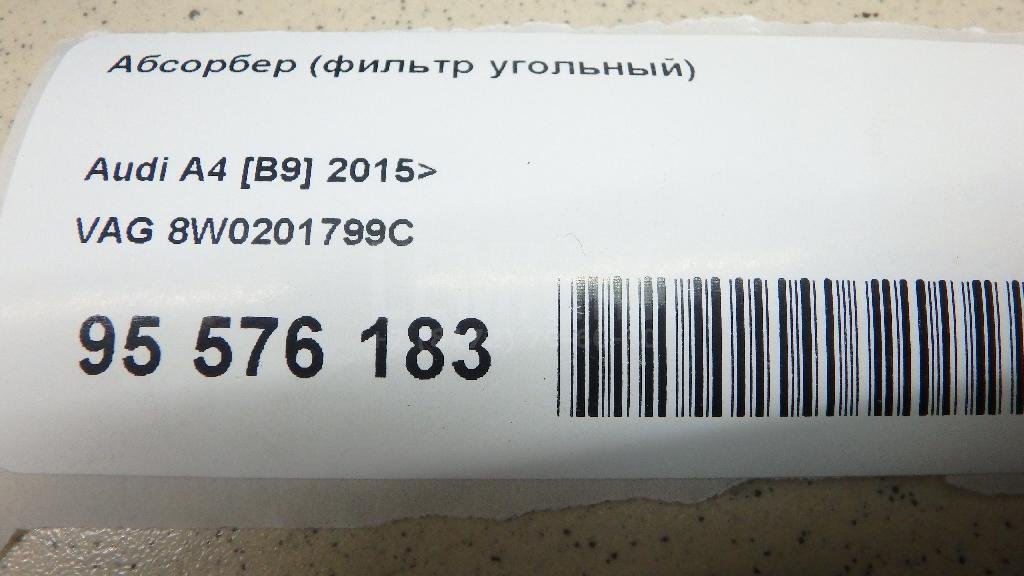 Абсорбер (фильтр угольный)
Audi A4 [B9] 2015>
VAG 8W0201799C
95 576 183